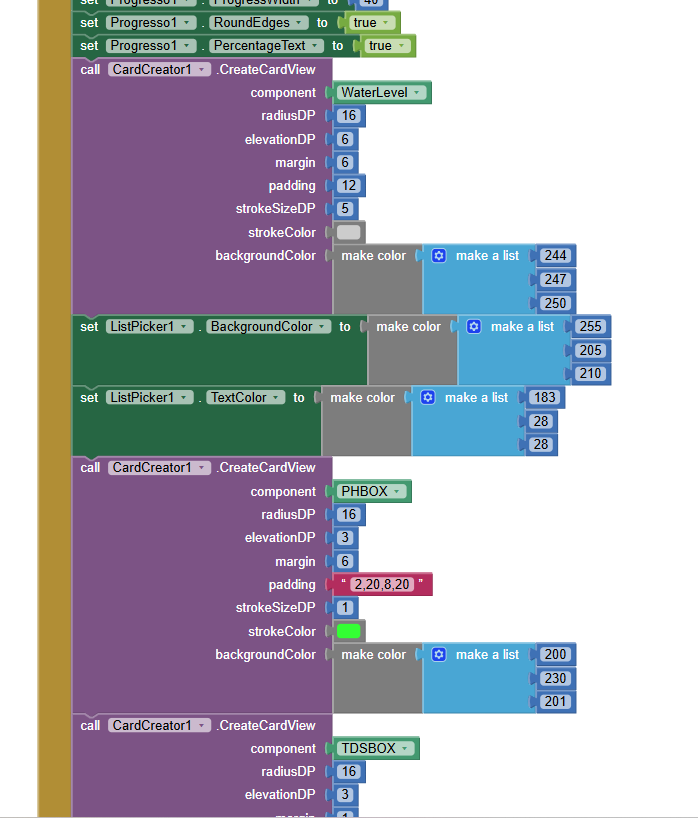 set Progresso1 . ProgressWidth to 40
set Progresso1 . RoundEdges to true
set Progresso1 . PercentageText to true
call CardCreator1 .CreateCardView
component WaterLevel
radiusDP 16
elevationDP 6
margin 6
padding 12
strokeSizeDP 5
strokeColor
backgroundColor make color make a list 244
247
250
set ListPicker1 . BackgroundColor to make color make a list 255
205
210
set ListPicker1 . TextColor to make color make a list 183
28
28
call CardCreator1 .CreateCardView
component PHBOX
radiusDP 16
elevationDP 3
margin 6
padding “ 2,20,8,20 ”
strokeSizeDP 1
strokeColor
backgroundColor make color make a list 200
230
201
call CardCreator1 .CreateCardView
component TDSBOX
radiusDP 16
elevationDP 3
margin